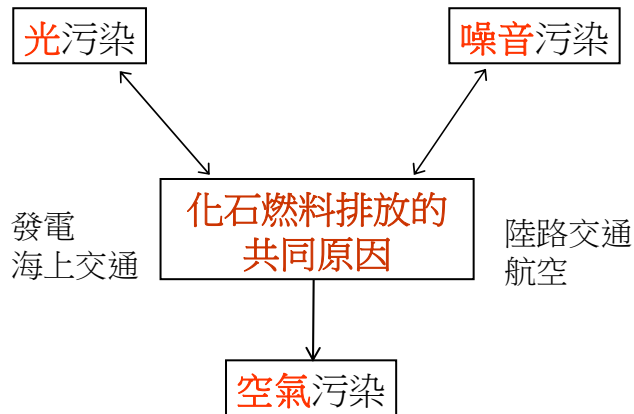 光污染
噪音污染
化石燃料排放的
共同原因
發電
海上交通
陸路交通
航空
空氣污染